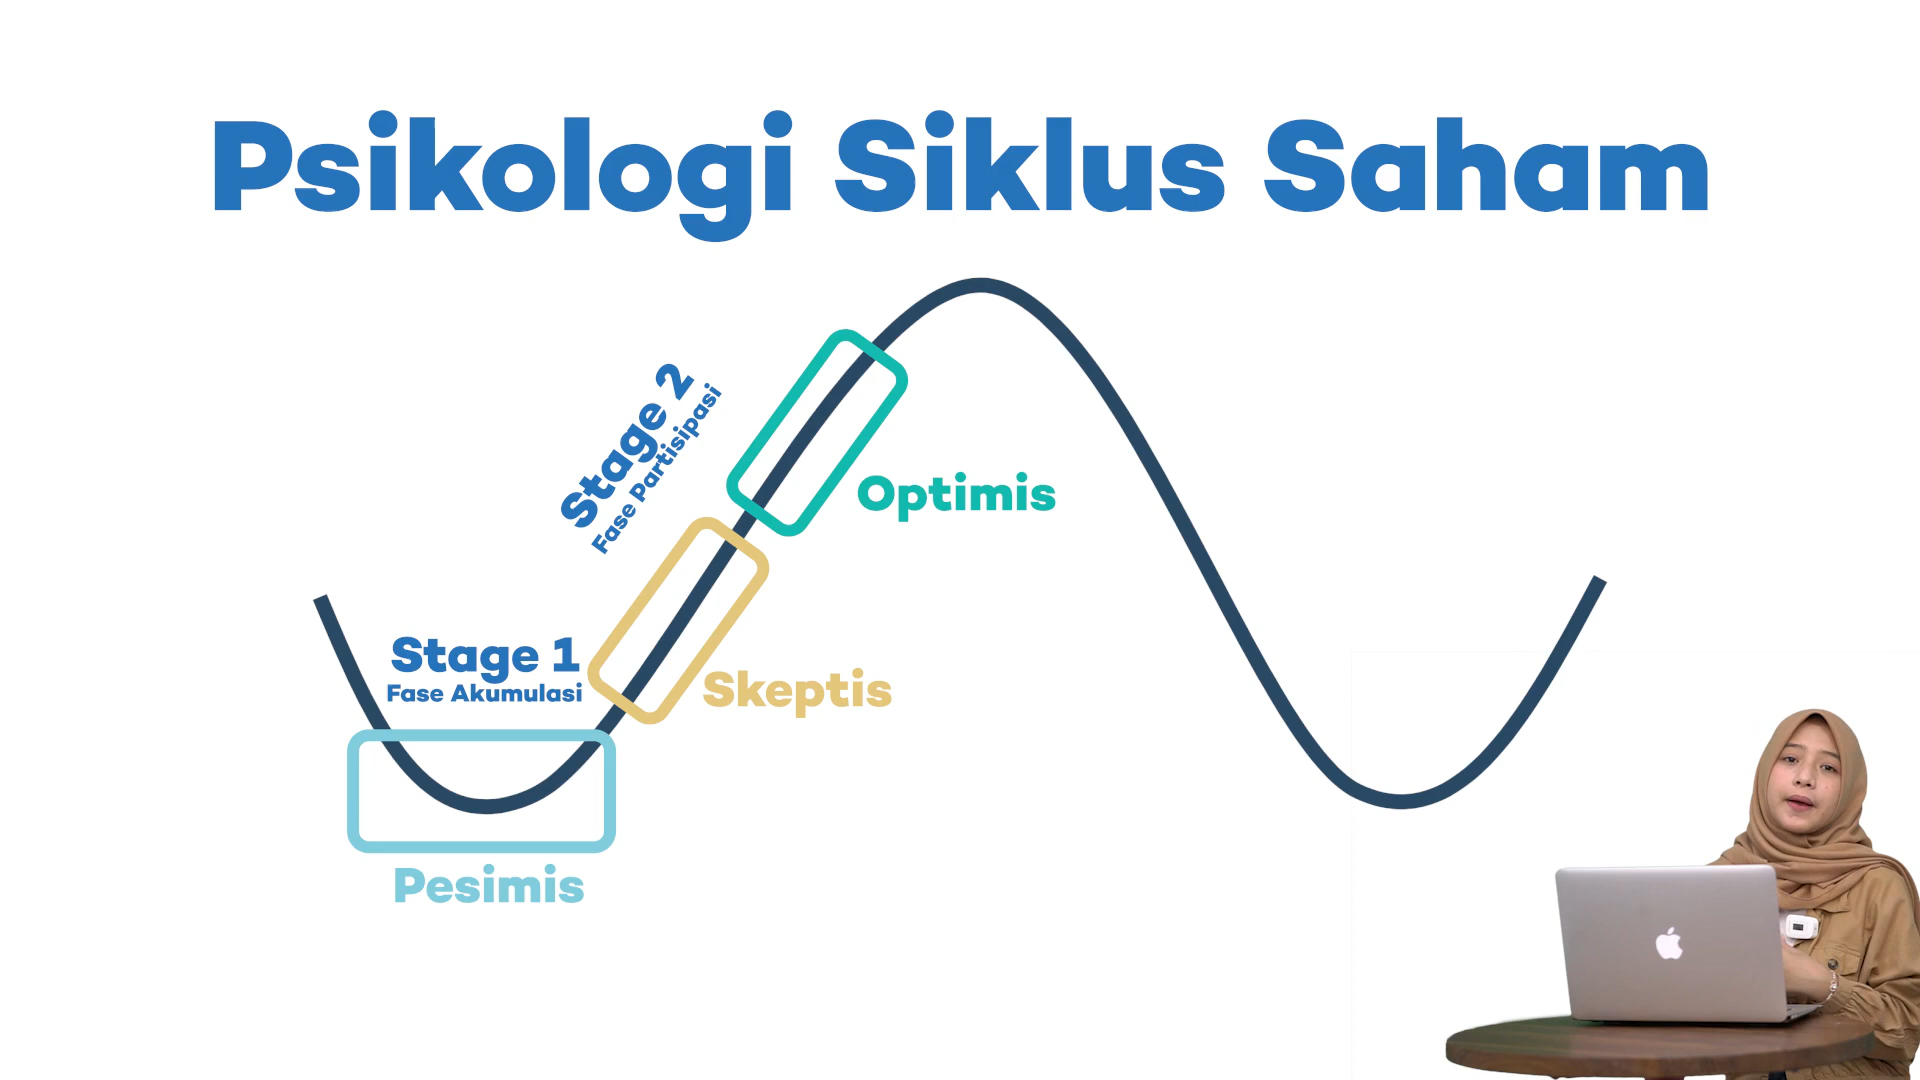 Psikologi Siklus Saham
Stage 2
Fase Partisipasi
Optimis
Stage 1
Fase Akumulasi
Skeptis
Pesimis